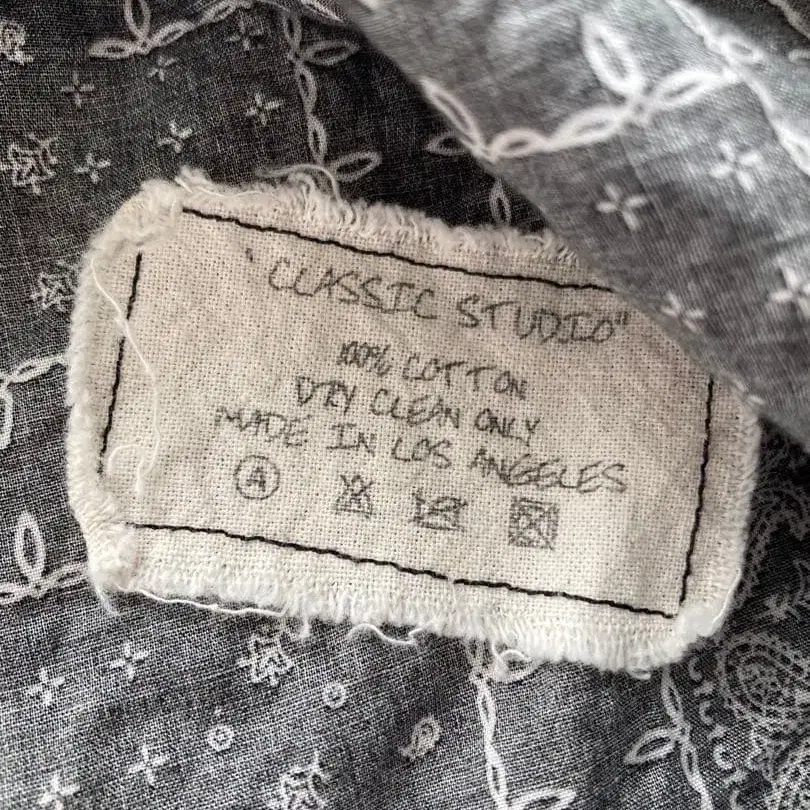 "CLASSIC STUDIO"
100% COTTON
DRY CLEAN ONLY
MADE IN LOS ANGELES
A